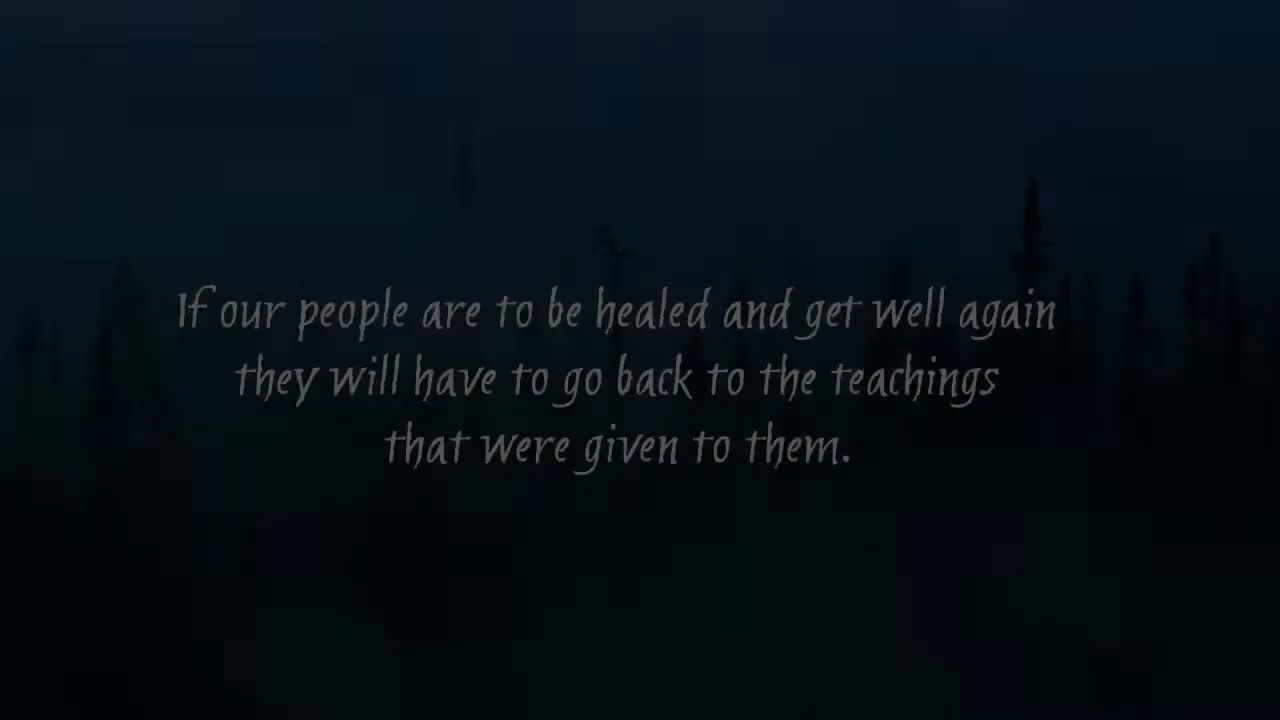 If our people are to be healed and get well again
they will have to go back to the teachings
that were given to them.